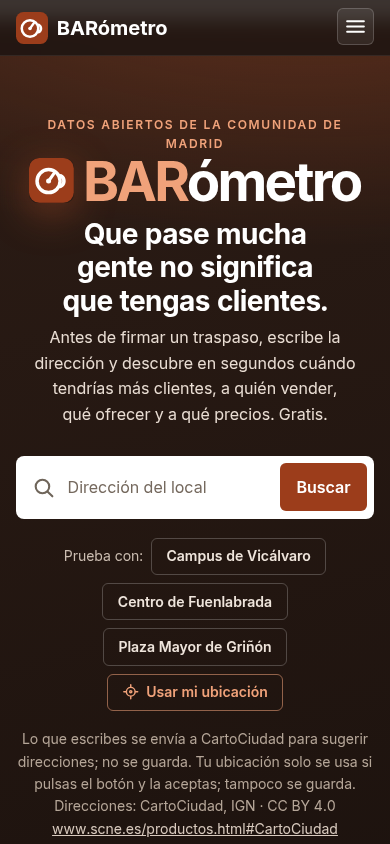 BARómetro
DATOS ABIERTOS DE LA COMUNIDAD DE
MADRID
BARómetro
Que pase mucha
gente no significa
que tengas clientes.
Antes de firmar un traspaso, escribe la
dirección y descubre en segundos cuándo
tendrías más clientes, a quién vender,
qué ofrecer y a qué precios. Gratis.
Dirección del local
Buscar
Prueba con: Campus de Vicálvaro
Centro de Fuenlabrada
Plaza Mayor de Griñón
Usar mi ubicación
Lo que escribes se envía a CartoCiudad para sugerir
direcciones; no se guarda. Tu ubicación solo se usa si
pulsas el botón y la aceptas; tampoco se guarda.
Direcciones: CartoCiudad, IGN · CC BY 4.0
www.scne.es/productos.html#CartoCiudad